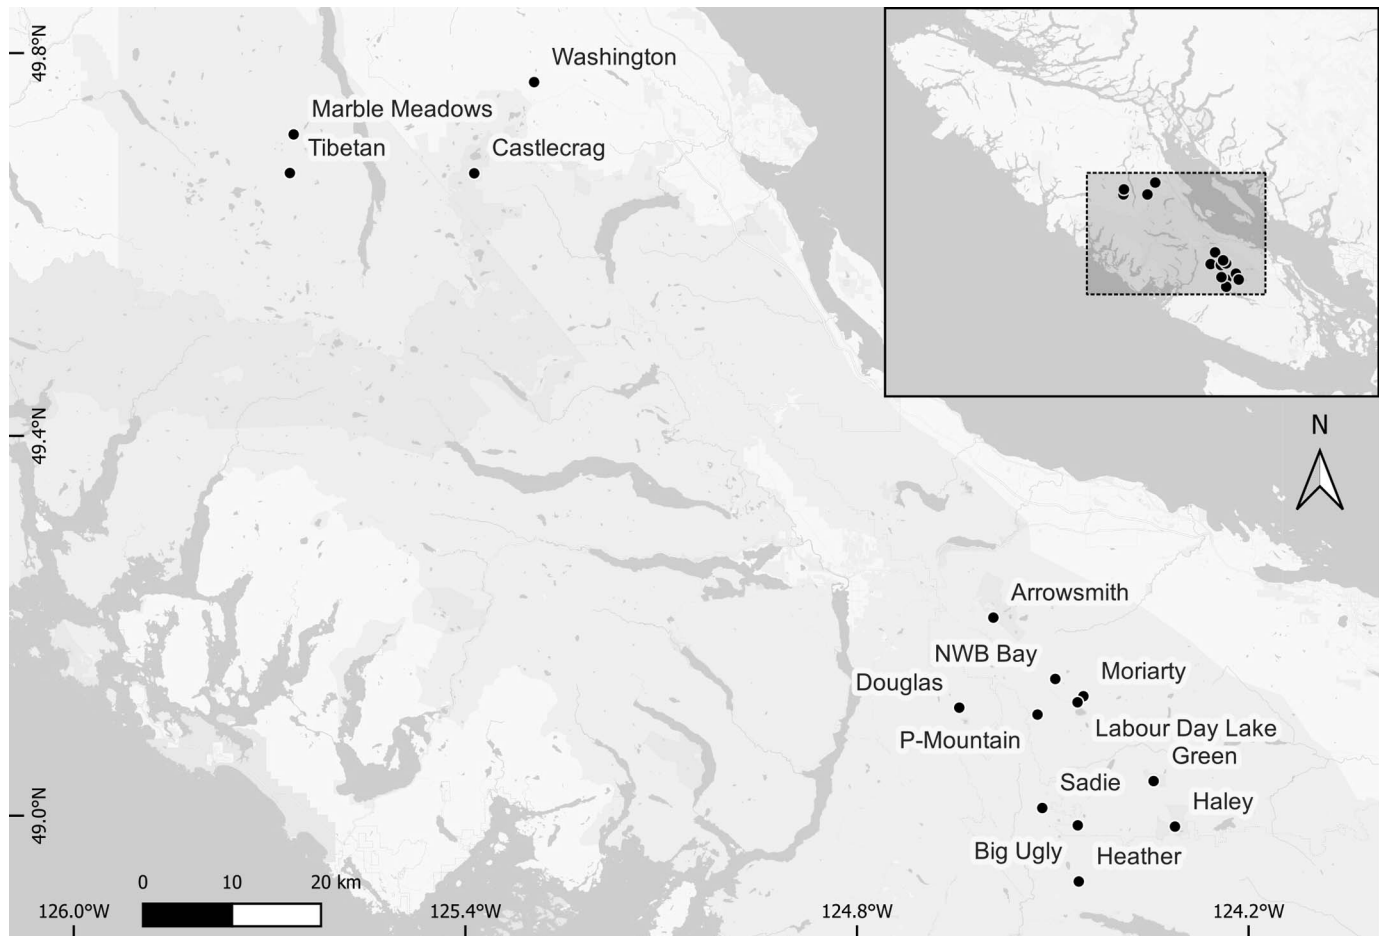 49.8°N
Washington
Marble Meadows
Tibetan
Castlecrag
49.4°N
N
Arrowsmith
NWB Bay
Moriarty
Douglas
P-Mountain
Labour Day Lake
Green
Sadie
Haley
49.0°N
Big Ugly
Heather
0 10 20 km
126.0°W 125.4°W 124.8°W 124.2°W